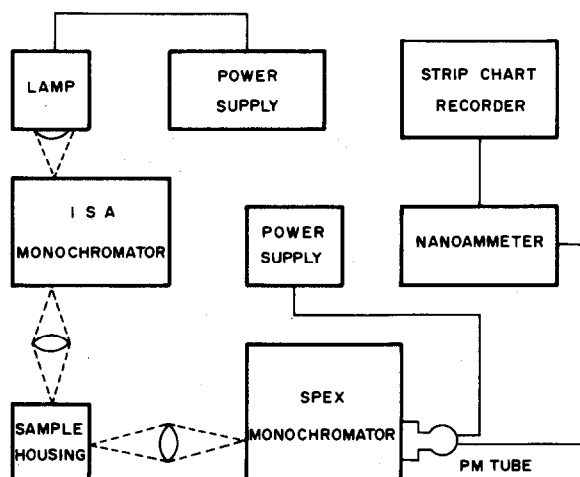 LAMP
POWER
SUPPLY
STRIP CHART
RECORDER
I S A
MONOCHROMATOR
POWER
SUPPLY
NANOAMMETER
SAMPLE
HOUSING
SPEX
MONOCHROMATOR
PM TUBE